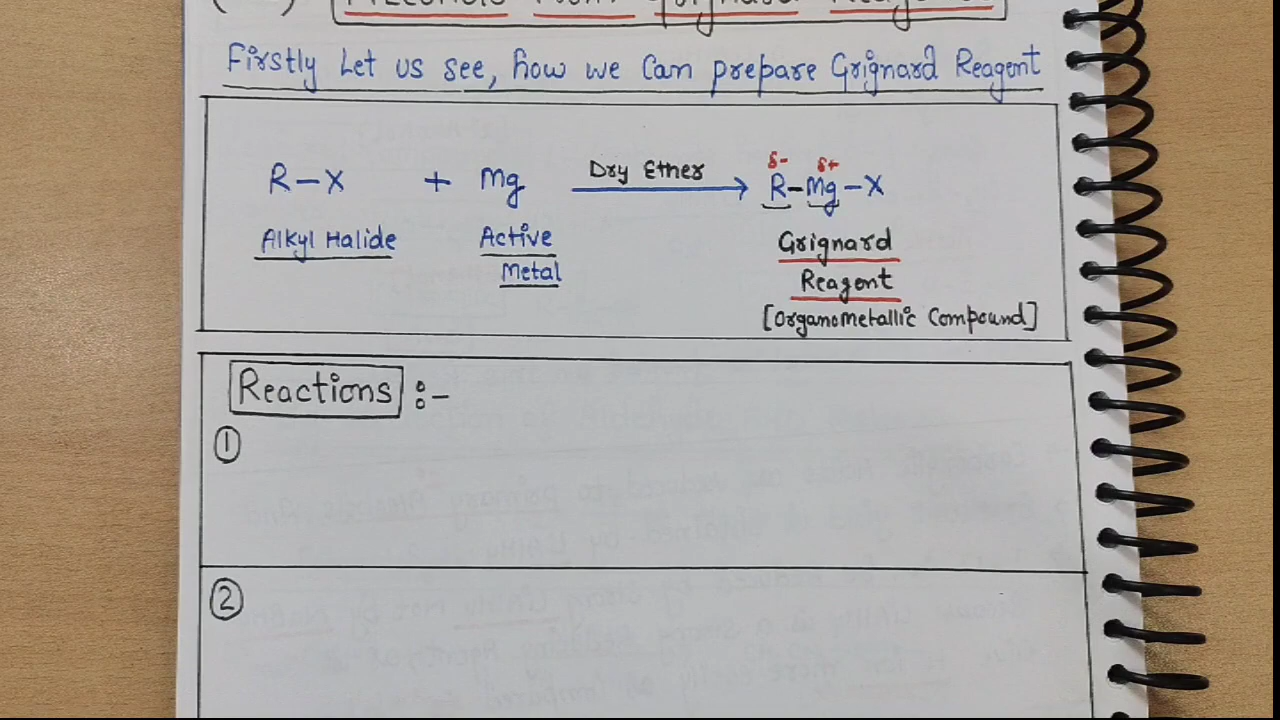 Firstly Let us see, how we Can prepare Grignard Reagent
R-X + Mg Dry Ether → R-Mg-X
δ- δ+
Alkyl Halide Active Metal Grignard Reagent
[Organometallic Compound]
Reactions :-
①
②